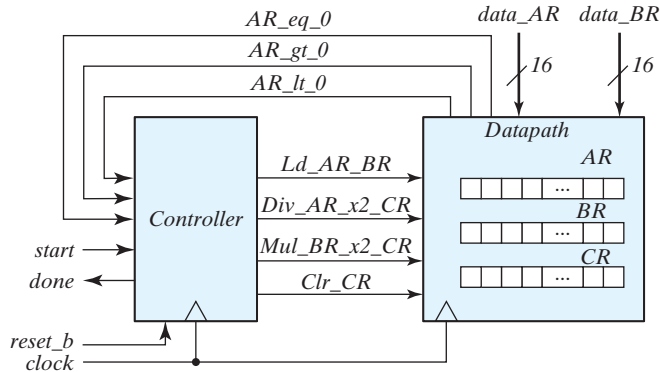 AR_eq_0
data_AR
data_BR
AR_gt_0
16
16
AR_lt_0
Datapath
AR
Ld_AR_BR
...
Controller
Div_AR_x2_CR
BR
...
start
Mul_BR_x2_CR
CR
done
Clr_CR
...
reset_b
clock